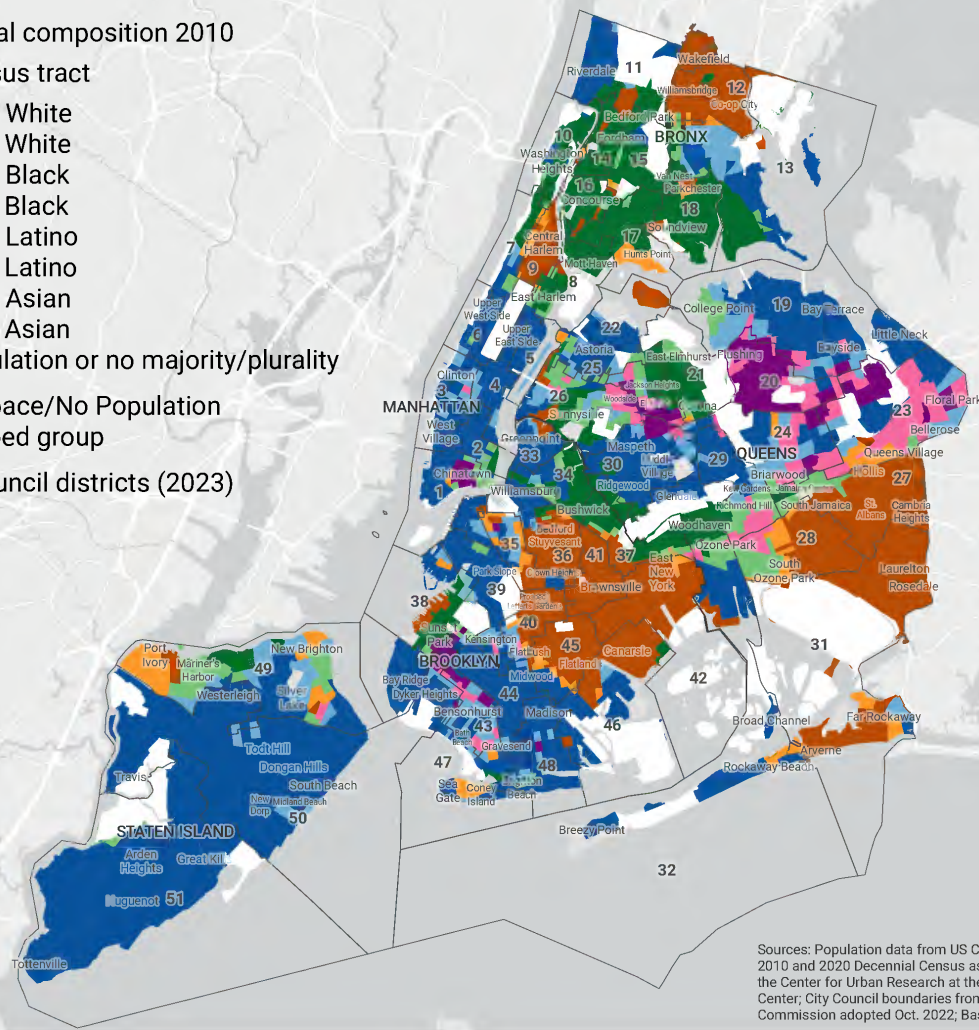 al composition 2010
sus tract
White
White
Black
Black
Latino
Latino
Asian
Asian
ulation or no majority/plurality
pace/No Population
ed group
ouncil districts (2023)
Riverdale
11
Wakefield
Williamsbridge
12
Co-op City
Bedford Park
10
Fordham
BRONX
Washington
Heights
14
15
13
Van Nest
Parkchester
16
Concourse
18
Soundview
17
Hunts Point
Central
Harlem
7
Mott Haven
9
8
East Harlem
Upper
West Side
6
Upper
East Side
5
22
Astoria
College Point
19
Bay Terrace
Little Neck
Bayside
East Elmhurst
Flushing
25
21
Clinton
3
4
Jackson Heights
20
MANHATTAN
26
Woodside
Sunnyside
23
Floral Park
West
Village
24
Bellerose
2
Greenpoint
33
Maspeth
QUEENS
Queens Village
Chinatown
34
30
Village
29
Briarwood
Hollis
27
1
Williamsburg
Ridgewood
Glendale
Kew Gardens
Richmond Hill
South Jamaica
St.
Albans
Cambria
Heights
Bushwick
Woodhaven
35
Bedford
Stuyvesant
36
41
37
Ozone Park
28
Park Slope
Crown Heights
East
New
York
South
Ozone Park
Laurelton
39
Brownsville
Rosedale
38
40
Sunset
Park
Kensington
Flatbush
45
31
BROOKLYN
Flatland
Canarsie
Bay Ridge
Midwood
42
Dyker Heights
44
Bensonhurst
Madison
46
43
Broad Channel
Far Rockaway
Bath
Beach
Gravesend
Arverne
47
48
Rockaway Beach
Sea
Gate
Coney
Island
Brighton
Beach
Breezy Point
32
Port
Ivory
Mariner's
Harbor
49
New Brighton
Westerleigh
Silver
Lake
Todt Hill
Dongan Hills
Travis
South Beach
New
Dorp
Midland Beach
50
STATEN ISLAND
Arden
Heights
Great Kill
Huguenot
51
Tottenville
Sources: Population data from US C
2010 and 2020 Decennial Census as
the Center for Urban Research at the
Center; City Council boundaries from
Commission adopted Oct. 2022; Bas